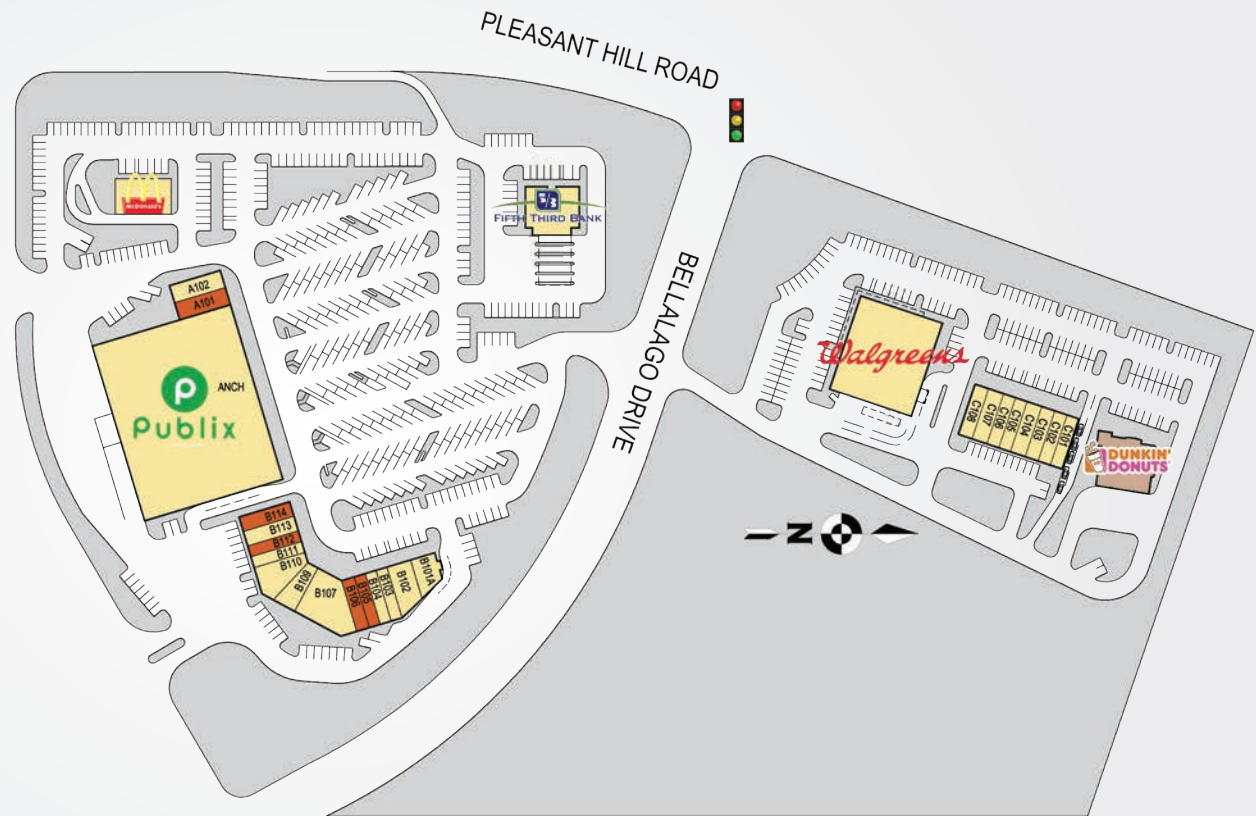 PLEASANT HILL ROAD
McDonald's
FIFTH THIRD BANK
BELLALAGO DRIVE
A102
A101
ANCH
Publix
Walgreens
C108
C107
C106
C105
C104
C103
C102
C101
DUNKIN'
DONUTS
N
B114
B113
B112
B111
B110
B109
B107
B106
B105
B104
B103
B102
B101A